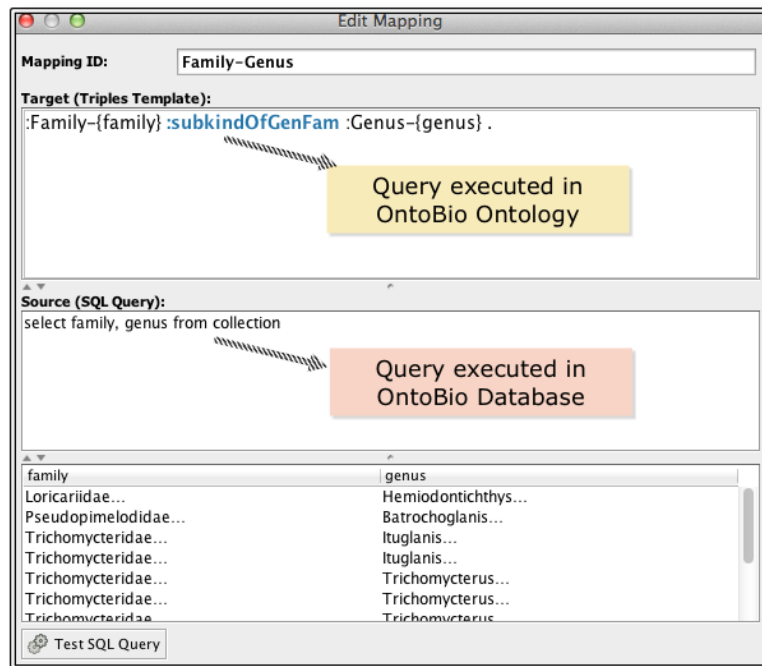 Edit Mapping
Mapping ID: Family-Genus
Target (Triples Template):
:Family-{family} :subkindOfGenFam :Genus-{genus} .
Query executed in
OntoBio Ontology
Source (SQL Query):
select family, genus from collection
Query executed in
OntoBio Database
family genus
Loricariidae... Hemiodontichthys...
Pseudopimelodidae... Batrochoglanis...
Trichomycteridae... Ituglanis...
Trichomycteridae... Ituglanis...
Trichomycteridae... Trichomycterus...
Trichomycteridae... Trichomycterus...
Trichomycteridae Trichomycterus
Test SQL Query